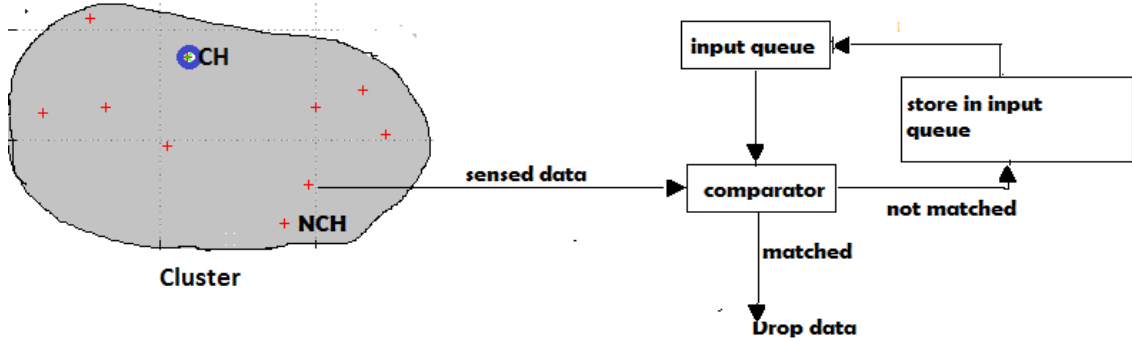 CH
NCH
Cluster
sensed data
input queue
comparator
store in input
queue
not matched
matched
Drop data